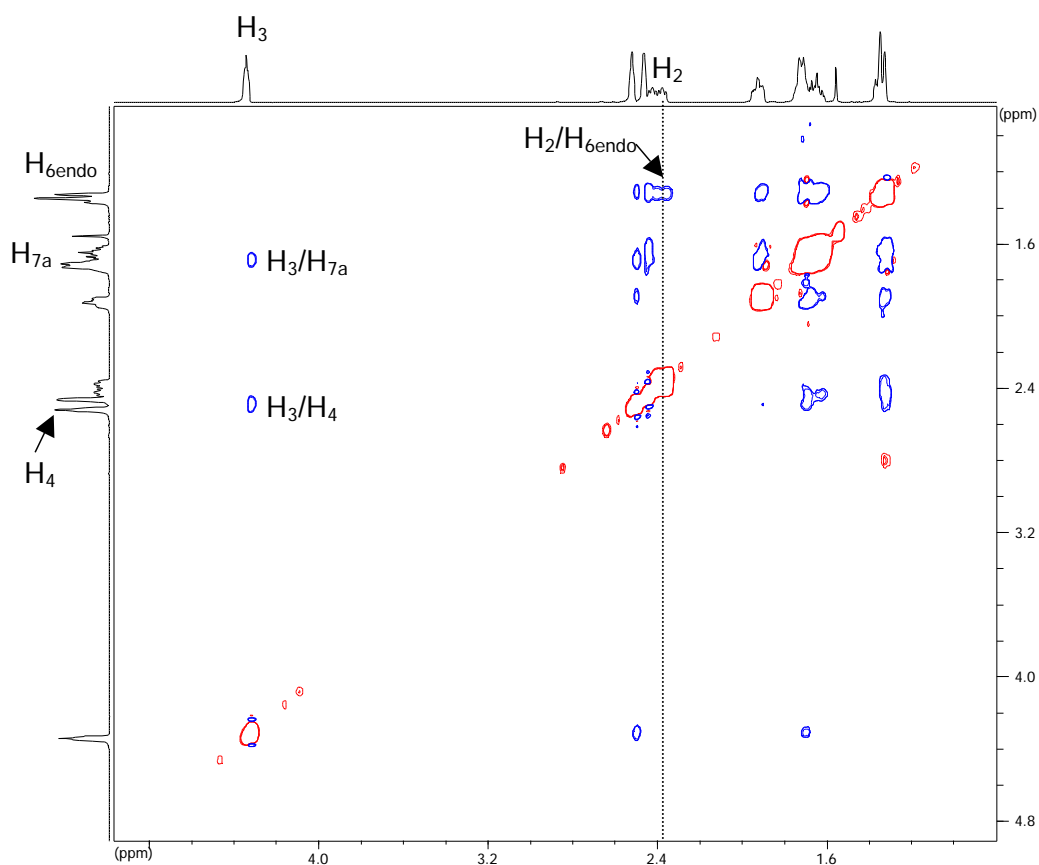 H₃
H₂
(ppm)
H₂/H₆endo
H₆endo
H₇ₐ
H₃/H₇ₐ
1.6
2.4
H₃/H₄
H₄
3.2
4.0
4.8
(ppm)
4.0
3.2
2.4
1.6